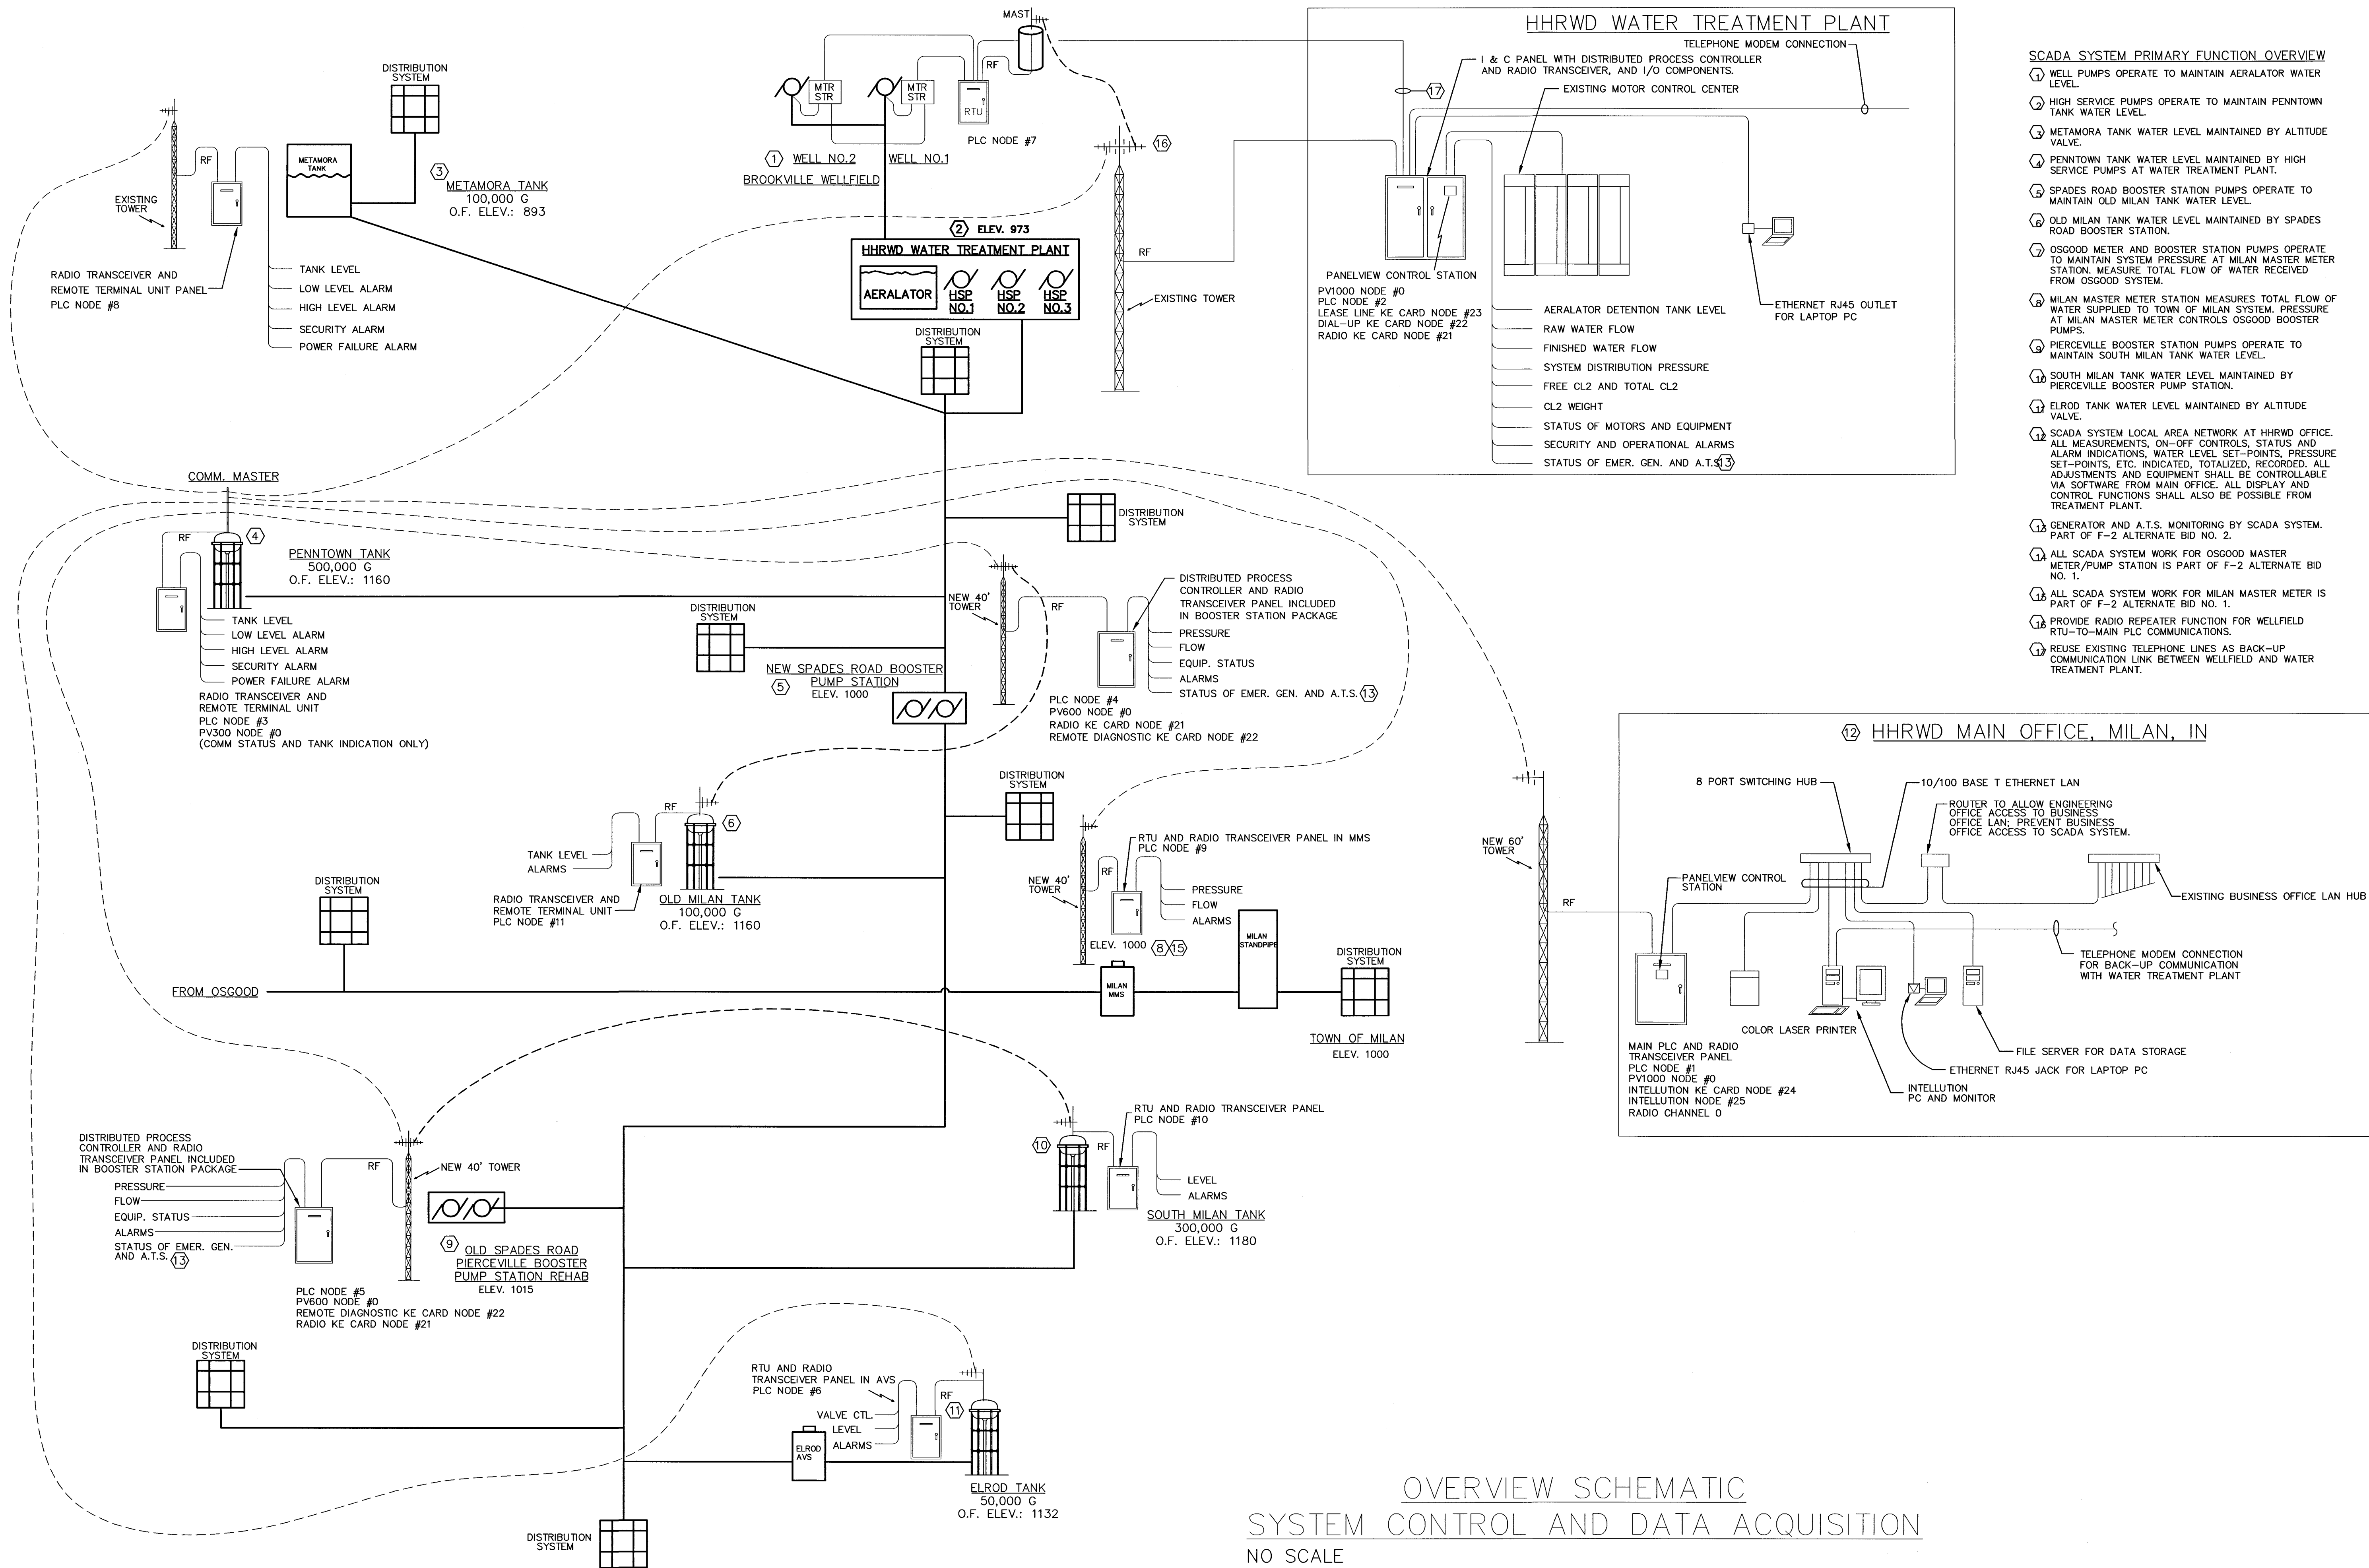 MAST
DISTRIBUTION
SYSTEM
MTR
STR
MTR
STR
RF
RTU
PLC NODE #7
RF
METAMORA
TANK
EXISTING
TOWER
3
METAMORA TANK
100,000 G
O.F. ELEV.: 893
RADIO TRANSCEIVER AND
REMOTE TERMINAL UNIT PANEL
PLC NODE #8
TANK LEVEL
LOW LEVEL ALARM
HIGH LEVEL ALARM
SECURITY ALARM
POWER FAILURE ALARM
1 WELL NO.2
WELL NO.1
BROOKVILLE WELLFIELD
16
2 ELEV. 973
HHRWD WATER TREATMENT PLANT
AERALATOR
HSP
NO.1
HSP
NO.2
HSP
NO.3
RF
EXISTING TOWER
DISTRIBUTION
SYSTEM
HHRWD WATER TREATMENT PLANT
TELEPHONE MODEM CONNECTION
I & C PANEL WITH DISTRIBUTED PROCESS CONTROLLER
AND RADIO TRANSCEIVER, AND I/O COMPONENTS.
17
EXISTING MOTOR CONTROL CENTER
PANELVIEW CONTROL STATION
PV1000 NODE #0
PLC NODE #2
LEASE LINE KE CARD NODE #23
DIAL-UP KE CARD NODE #22
RADIO KE CARD NODE #21
ETHERNET RJ45 OUTLET
FOR LAPTOP PC
AERALATOR DETENTION TANK LEVEL
RAW WATER FLOW
FINISHED WATER FLOW
SYSTEM DISTRIBUTION PRESSURE
FREE CL2 AND TOTAL CL2
CL2 WEIGHT
STATUS OF MOTORS AND EQUIPMENT
SECURITY AND OPERATIONAL ALARMS
STATUS OF EMER. GEN. AND A.T.S. 13
SCADA SYSTEM PRIMARY FUNCTION OVERVIEW
1 WELL PUMPS OPERATE TO MAINTAIN AERALATOR WATER
LEVEL.
2 HIGH SERVICE PUMPS OPERATE TO MAINTAIN PENNTOWN
TANK WATER LEVEL.
3 METAMORA TANK WATER LEVEL MAINTAINED BY ALTITUDE
VALVE.
4 PENNTOWN TANK WATER LEVEL MAINTAINED BY HIGH
SERVICE PUMPS AT WATER TREATMENT PLANT.
5 SPADES ROAD BOOSTER STATION PUMPS OPERATE TO
MAINTAIN OLD MILAN TANK WATER LEVEL.
6 OLD MILAN TANK WATER LEVEL MAINTAINED BY SPADES
ROAD BOOSTER STATION.
7 OSGOOD METER AND BOOSTER STATION PUMPS OPERATE
TO MAINTAIN SYSTEM PRESSURE AT MILAN MASTER METER
STATION. MEASURE TOTAL FLOW OF WATER RECEIVED
FROM OSGOOD SYSTEM.
8 MILAN MASTER METER STATION MEASURES TOTAL FLOW OF
WATER SUPPLIED TO TOWN OF MILAN SYSTEM. PRESSURE
AT MILAN MASTER METER CONTROLS OSGOOD BOOSTER
PUMPS.
9 PIERCEVILLE BOOSTER STATION PUMPS OPERATE TO
MAINTAIN SOUTH MILAN TANK WATER LEVEL.
10 SOUTH MILAN TANK WATER LEVEL MAINTAINED BY
PIERCEVILLE BOOSTER PUMP STATION.
11 ELROD TANK WATER LEVEL MAINTAINED BY ALTITUDE
VALVE.
12 SCADA SYSTEM LOCAL AREA NETWORK AT HHRWD OFFICE.
ALL MEASUREMENTS, ON-OFF CONTROLS, STATUS AND
ALARM INDICATIONS, WATER LEVEL SET-POINTS, PRESSURE
SET-POINTS, ETC. INDICATED, TOTALIZED, RECORDED. ALL
ADJUSTMENTS AND EQUIPMENT SHALL BE CONTROLLABLE
VIA SOFTWARE FROM MAIN OFFICE. ALL DISPLAY AND
CONTROL FUNCTIONS SHALL ALSO BE POSSIBLE FROM
TREATMENT PLANT.
13 GENERATOR AND A.T.S. MONITORING BY SCADA SYSTEM.
PART OF F-2 ALTERNATE BID NO. 2.
14 ALL SCADA SYSTEM WORK FOR OSGOOD MASTER
METER/PUMP STATION IS PART OF F-2 ALTERNATE BID
NO. 1.
15 ALL SCADA SYSTEM WORK FOR MILAN MASTER METER IS
PART OF F-2 ALTERNATE BID NO. 1.
16 PROVIDE RADIO REPEATER FUNCTION FOR WELLFIELD
RTU-TO-MAIN PLC COMMUNICATIONS.
17 REUSE EXISTING TELEPHONE LINES AS BACK-UP
COMMUNICATION LINK BETWEEN WELLFIELD AND WATER
TREATMENT PLANT.
COMM. MASTER
RF
4
PENNTOWN TANK
500,000 G
O.F. ELEV.: 1160
TANK LEVEL
LOW LEVEL ALARM
HIGH LEVEL ALARM
SECURITY ALARM
POWER FAILURE ALARM
RADIO TRANSCEIVER AND
REMOTE TERMINAL UNIT
PLC NODE #3
PV300 NODE #0
(COMM STATUS AND TANK INDICATION ONLY)
DISTRIBUTION
SYSTEM
DISTRIBUTION
SYSTEM
NEW SPADES ROAD BOOSTER
PUMP STATION
5
ELEV. 1000
NEW 40'
TOWER
RF
DISTRIBUTED PROCESS
CONTROLLER AND RADIO
TRANSCEIVER PANEL INCLUDED
IN BOOSTER STATION PACKAGE
PRESSURE
FLOW
EQUIP. STATUS
ALARMS
STATUS OF EMER. GEN. AND A.T.S. 13
PLC NODE #4
PV600 NODE #0
RADIO KE CARD NODE #21
REMOTE DIAGNOSTIC KE CARD NODE #22
RF
6
TANK LEVEL
ALARMS
RADIO TRANSCEIVER AND
REMOTE TERMINAL UNIT
PLC NODE #11
OLD MILAN TANK
100,000 G
O.F. ELEV.: 1160
DISTRIBUTION
SYSTEM
RTU AND RADIO TRANSCEIVER PANEL IN MMS
PLC NODE #9
RF
NEW 40'
TOWER
PRESSURE
FLOW
ALARMS
ELEV. 1000 8 15
MILAN
STANDPIPE
MILAN
MMS
DISTRIBUTION
SYSTEM
TOWN OF MILAN
ELEV. 1000
DISTRIBUTION
SYSTEM
FROM OSGOOD
NEW 60'
TOWER
RF
12 HHRWD MAIN OFFICE, MILAN, IN
8 PORT SWITCHING HUB
10/100 BASE T ETHERNET LAN
ROUTER TO ALLOW ENGINEERING
OFFICE ACCESS TO BUSINESS
OFFICE LAN; PREVENT BUSINESS
OFFICE ACCESS TO SCADA SYSTEM.
PANELVIEW CONTROL
STATION
EXISTING BUSINESS OFFICE LAN HUB
TELEPHONE MODEM CONNECTION
FOR BACK-UP COMMUNICATION
WITH WATER TREATMENT PLANT
COLOR LASER PRINTER
MAIN PLC AND RADIO
TRANSCEIVER PANEL
PLC NODE #1
PV1000 NODE #0
INTELLUTION KE CARD NODE #24
INTELLUTION NODE #25
RADIO CHANNEL 0
FILE SERVER FOR DATA STORAGE
ETHERNET RJ45 JACK FOR LAPTOP PC
INTELLUTION
PC AND MONITOR
DISTRIBUTED PROCESS
CONTROLLER AND RADIO
TRANSCEIVER PANEL INCLUDED
IN BOOSTER STATION PACKAGE
RF
NEW 40' TOWER
PRESSURE
FLOW
EQUIP. STATUS
ALARMS
STATUS OF EMER. GEN.
AND A.T.S. 13
9 OLD SPADES ROAD
PIERCEVILLE BOOSTER
PUMP STATION REHAB
ELEV. 1015
PLC NODE #5
PV600 NODE #0
REMOTE DIAGNOSTIC KE CARD NODE #22
RADIO KE CARD NODE #21
10
RF
RTU AND RADIO TRANSCEIVER PANEL
PLC NODE #10
LEVEL
ALARMS
SOUTH MILAN TANK
300,000 G
O.F. ELEV.: 1180
DISTRIBUTION
SYSTEM
RTU AND RADIO
TRANSCEIVER PANEL IN AVS
PLC NODE #6
RF
11
VALVE CTL.
LEVEL
ALARMS
ELROD
AVS
ELROD TANK
50,000 G
O.F. ELEV.: 1132
DISTRIBUTION
SYSTEM
OVERVIEW SCHEMATIC
SYSTEM CONTROL AND DATA ACQUISITION
NO SCALE